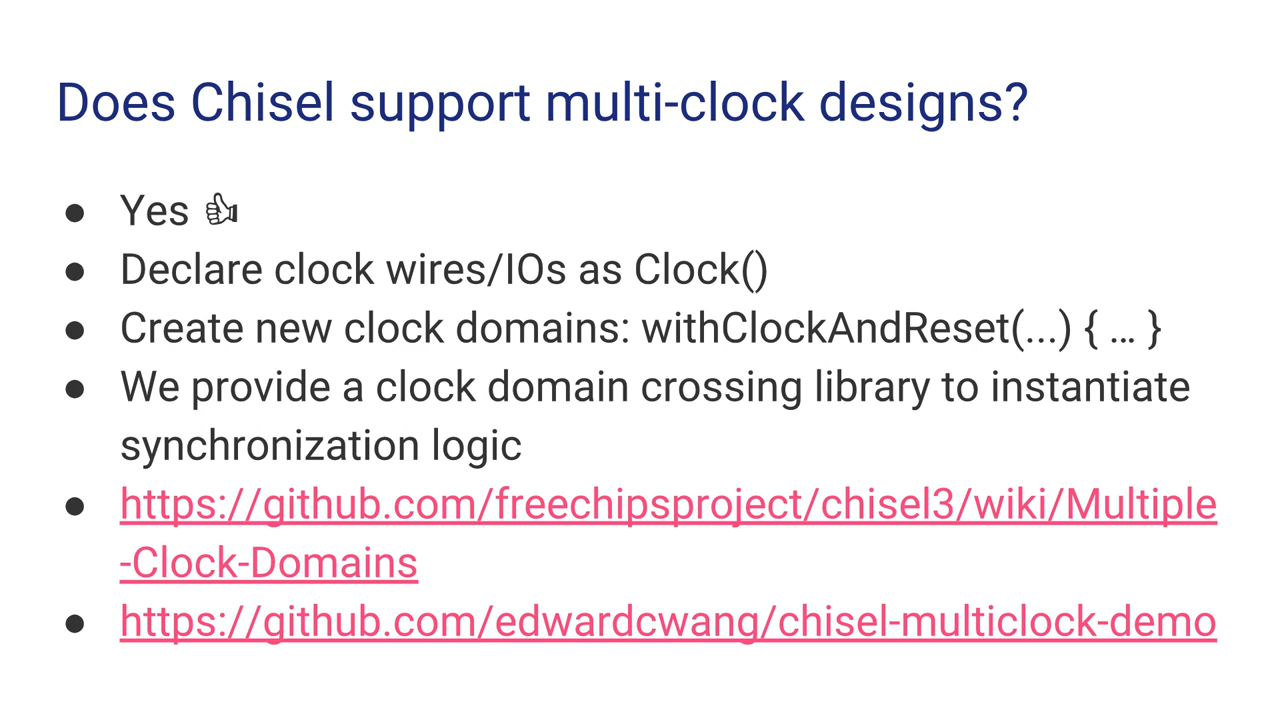 Does Chisel support multi-clock designs?
● Yes 👍
● Declare clock wires/IOs as Clock()
● Create new clock domains: withClockAndReset(...) { … }
● We provide a clock domain crossing library to instantiate
synchronization logic
● https://github.com/freechipsproject/chisel3/wiki/Multiple
-Clock-Domains
● https://github.com/edwardcwang/chisel-multiclock-demo